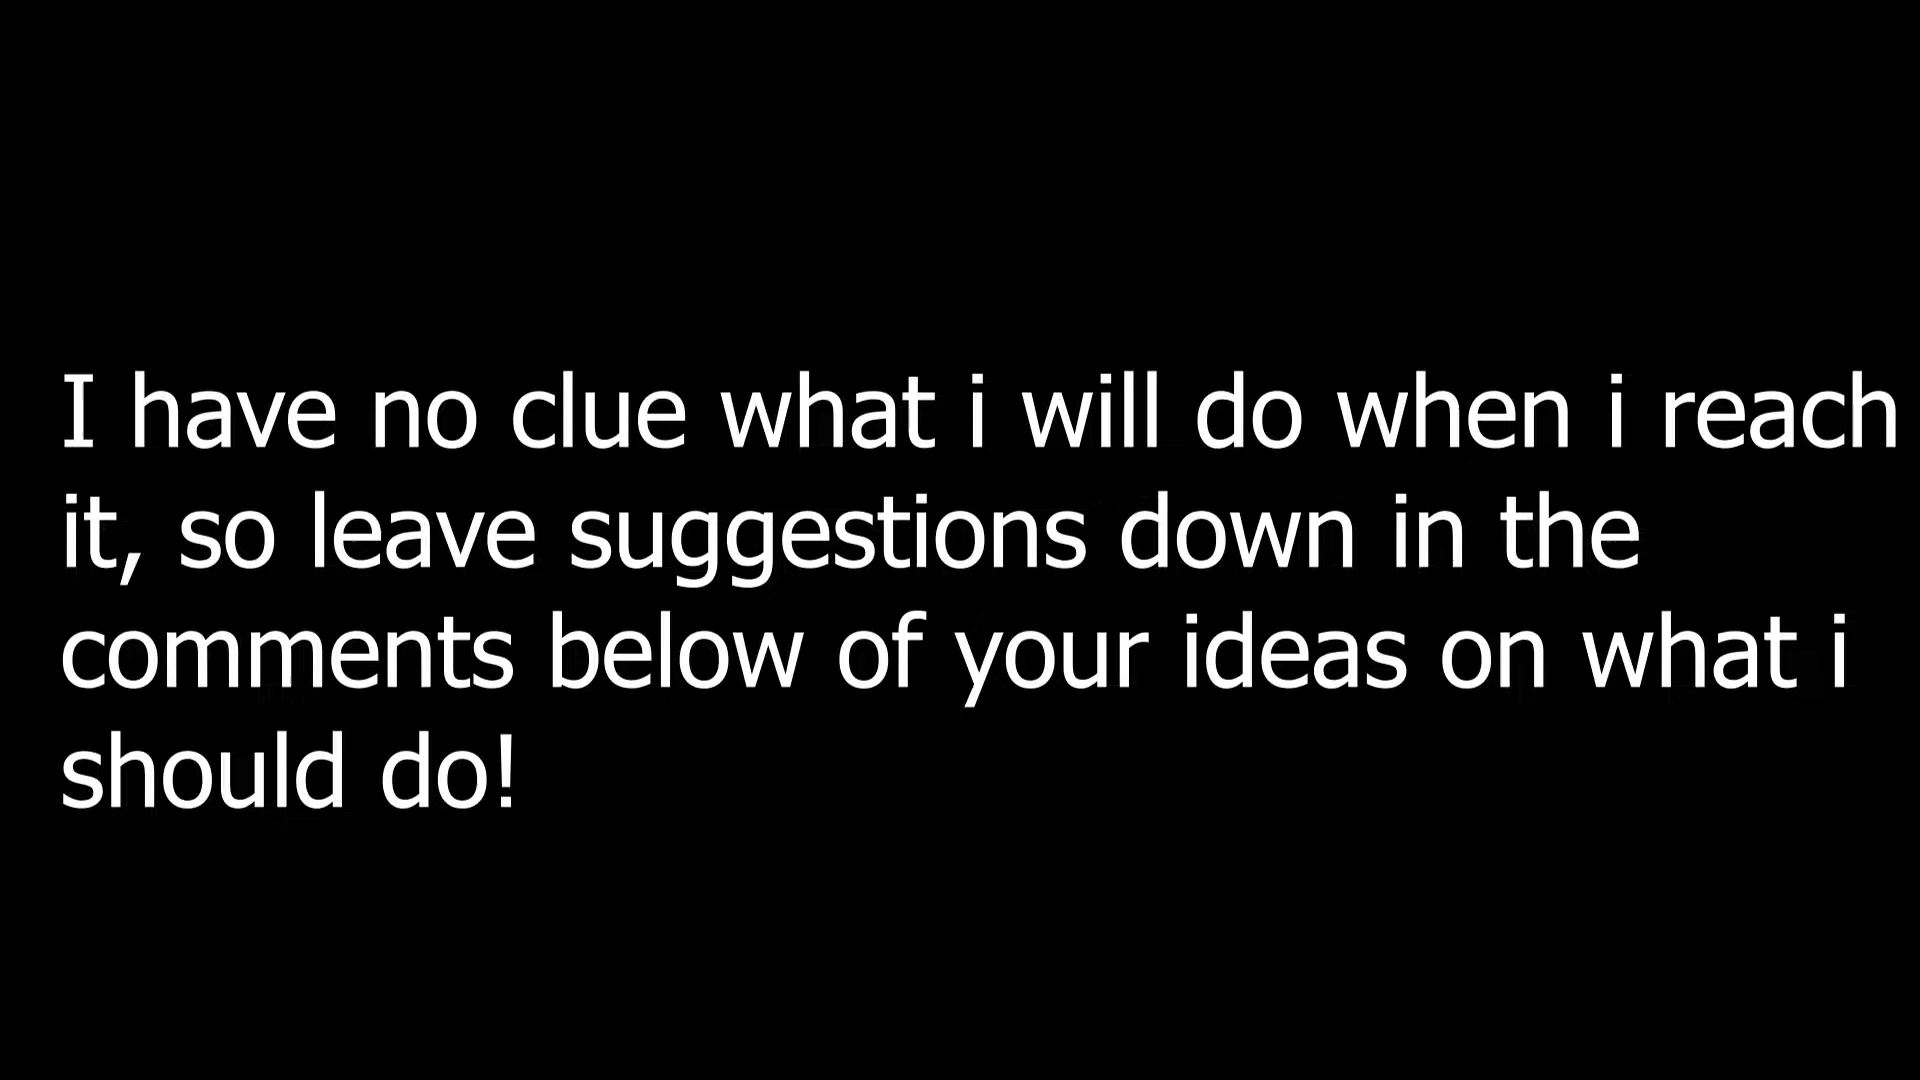 I have no clue what i will do when i reach
it, so leave suggestions down in the
comments below of your ideas on what i
should do!